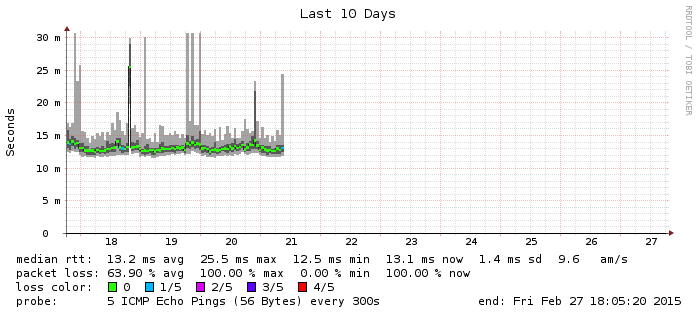 Last 10 Days
RRDTOOL / TOBI OETIKER
Seconds
30 m
25 m
20 m
15 m
10 m
5 m
0
18 19 20 21 22 23 24 25 26 27
median rtt: 13.2 ms avg 25.5 ms max 12.5 ms min 13.1 ms now 1.4 ms sd 9.6 am/s
packet loss: 63.90 % avg 100.00 % max 0.00 % min 100.00 % now
loss color: 0 1/5 2/5 3/5 4/5
probe: 5 ICMP Echo Pings (56 Bytes) every 300s end: Fri Feb 27 18:05:20 2015